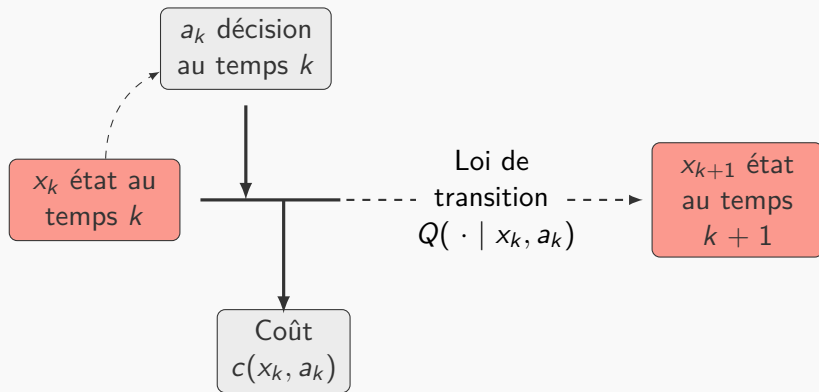 a_k décision
au temps k
x_k état au
temps k
Loi de
transition
Q( · | x_k, a_k)
x_{k+1} état
au temps
k + 1
Coût
c(x_k, a_k)